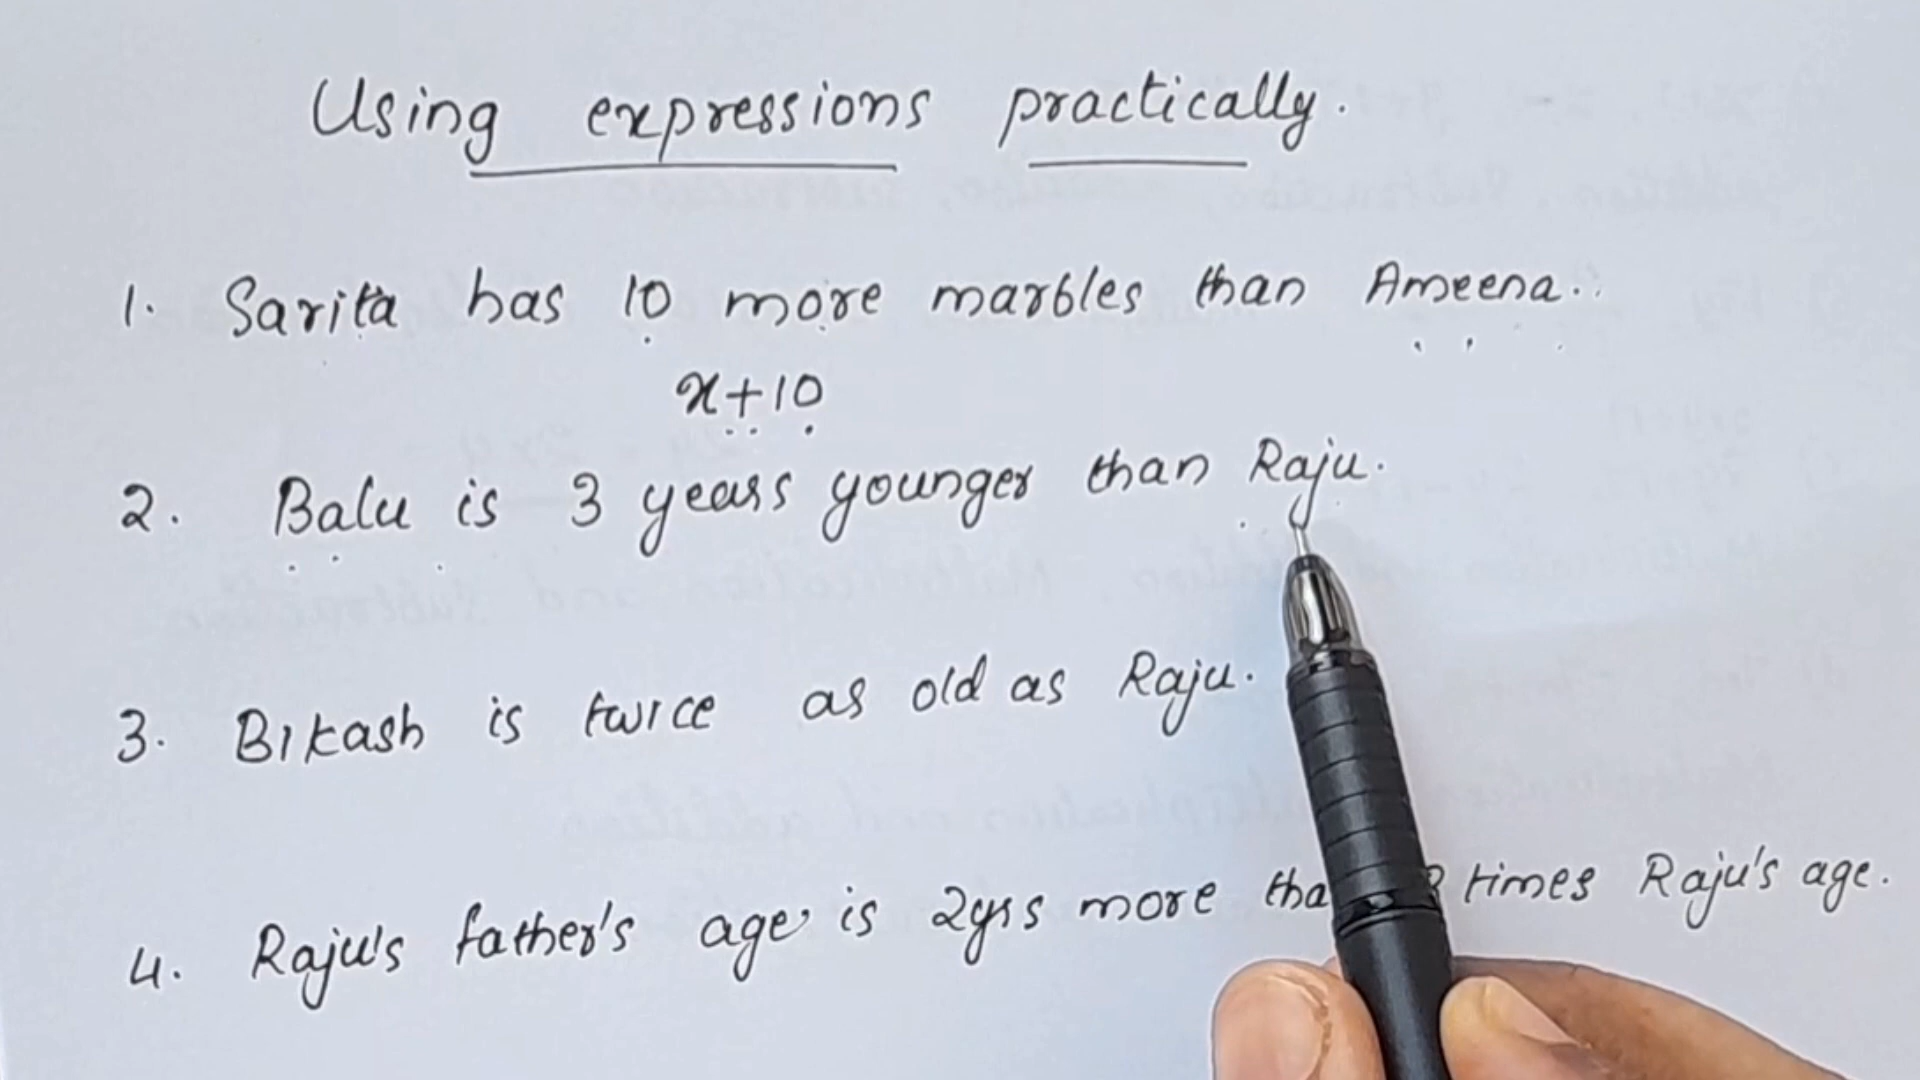 Using expressions practically.
1. Sarita has 10 more marbles than Ameena.
x+10
2. Balu is 3 years younger than Raju.
3. Bikash is twice as old as Raju.
4. Raju's father's age is 2yrs more tha times Raju's age.